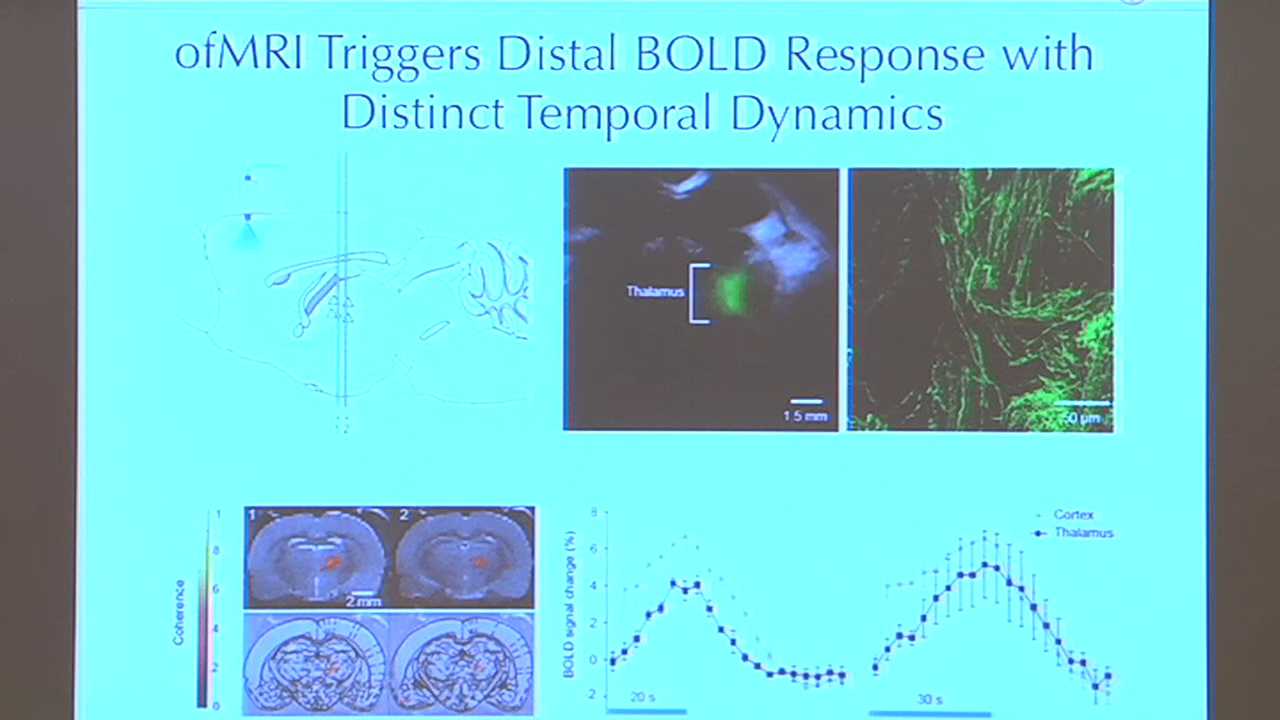 ofMRI Triggers Distal BOLD Response with
Distinct Temporal Dynamics
Thalamus
1.5 mm
50 µm
1
2
2 mm
Coherence
1
8
6
4
2
0
BOLD signal change (%)
8
6
4
2
0
2
20 s
30 s
Cortex
Thalamus